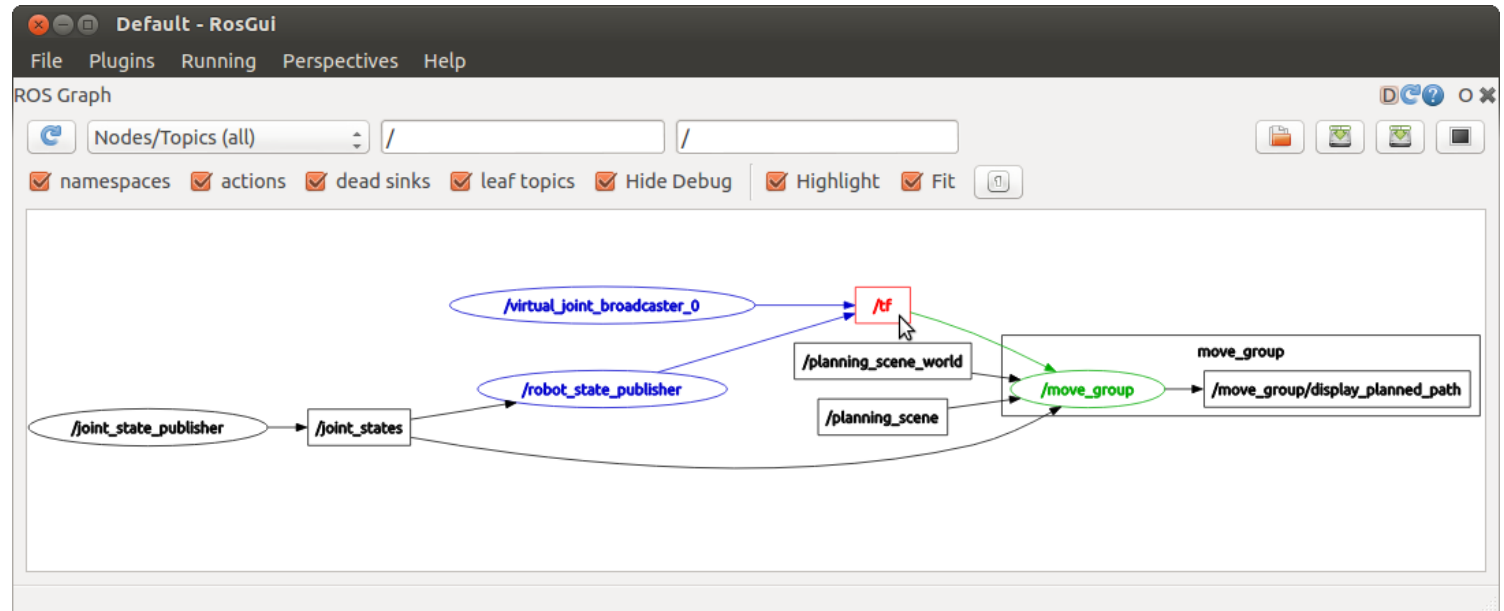 Default - RosGui
File Plugins Running Perspectives Help
ROS Graph
D ? O
Nodes/Topics (all) / /
namespaces actions dead sinks leaf topics Hide Debug Highlight Fit
/virtual_joint_broadcaster_0
/tf
move_group
/planning_scene_world
/robot_state_publisher
/move_group
/move_group/display_planned_path
/planning_scene
/joint_state_publisher
/joint_states